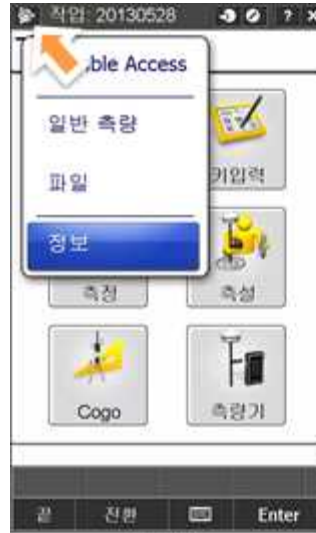 작업 20130528
? X
ble Access
일반 측량
파일
정보
키입력
측정
측설
Cogo
측량기
끝
전환
Enter